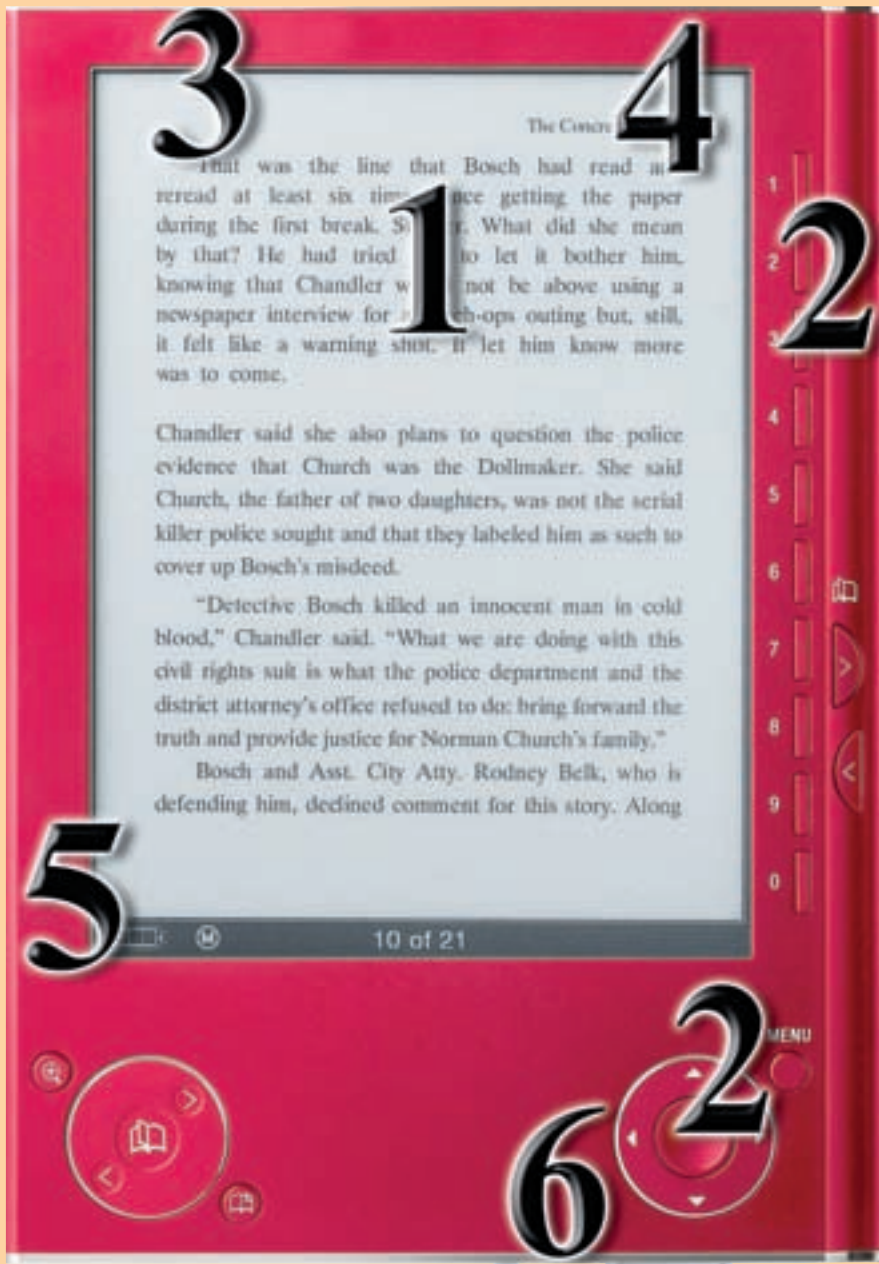 3
4
The Concre
That was the line that Bosch had read
reread at least six getting the paper
during the first break. What did she mean
by that? He had tried to let it bother him,
knowing that Chandler not be above using a
newspaper interview for -ops outing but, still,
it felt like a warning shot. It let him know more
was to come.
1
Chandler said she also plans to question the police
evidence that Church was the Dollmaker. She said
Church, the father of two daughters, was not the serial
killer police sought and that they labeled him as such to
cover up Bosch's misdeed.
“Detective Bosch killed an innocent man in cold
blood,” Chandler said. “What we are doing with this
civil rights suit is what the police department and the
district attorney's office refused to do: bring forward the
truth and provide justice for Norman Church's family.”
Bosch and Asst. City Atty. Rodney Belk, who is
defending him, declined comment for this story. Along
1
2
3
2
4
5
6
7
8
9
0
5
M
10 of 21
2
MENU
6